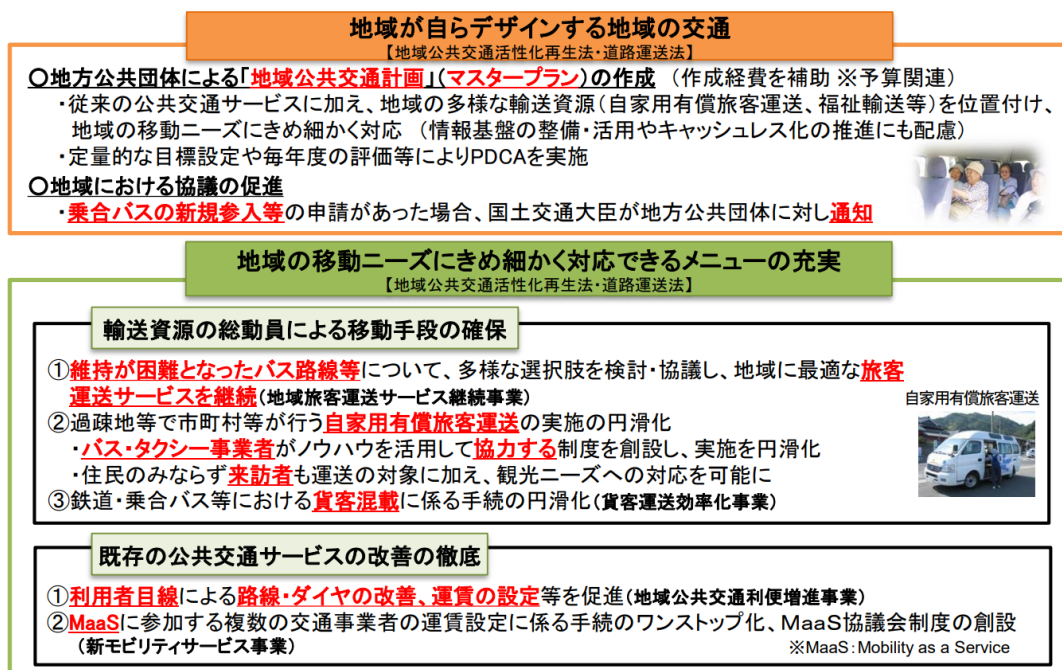 地域が自らデザインする地域の交通
【地域公共交通活性化再生法・道路運送法】
〇地方公共団体による「地域公共交通計画」(マスタープラン)の作成 (作成経費を補助 ※予算関連)
・従来の公共交通サービスに加え、地域の多様な輸送資源(自家用有償旅客運送、福祉輸送等)を位置付け、
地域の移動ニーズにきめ細かく対応 (情報基盤の整備・活用やキャッシュレス化の推進にも配慮)
・定量的な目標設定や毎年度の評価等によりPDCAを実施
〇地域における協議の促進
・乗合バスの新規参入等の申請があった場合、国土交通大臣が地方公共団体に対し通知
地域の移動ニーズにきめ細かく対応できるメニューの充実
【地域公共交通活性化再生法・道路運送法】
輸送資源の総動員による移動手段の確保
①維持が困難となったバス路線等について、多様な選択肢を検討・協議し、地域に最適な旅客
運送サービスを継続(地域旅客運送サービス継続事業)
自家用有償旅客運送
②過疎地等で市町村等が行う自家用有償旅客運送の実施の円滑化
・バス・タクシー事業者がノウハウを活用して協力する制度を創設し、実施を円滑化
・住民のみならず来訪者も運送の対象に加え、観光ニーズへの対応を可能に
③鉄道・乗合バス等における貨客混載に係る手続の円滑化(貨客運送効率化事業)
既存の公共交通サービスの改善の徹底
①利用者目線による路線・ダイヤの改善、運賃の設定等を促進(地域公共交通利便増進事業)
②MaaSに参加する複数の交通事業者の運賃設定に係る手続のワンストップ化、MaaS協議会制度の創設
(新モビリティサービス事業)
※MaaS:Mobility as a Service